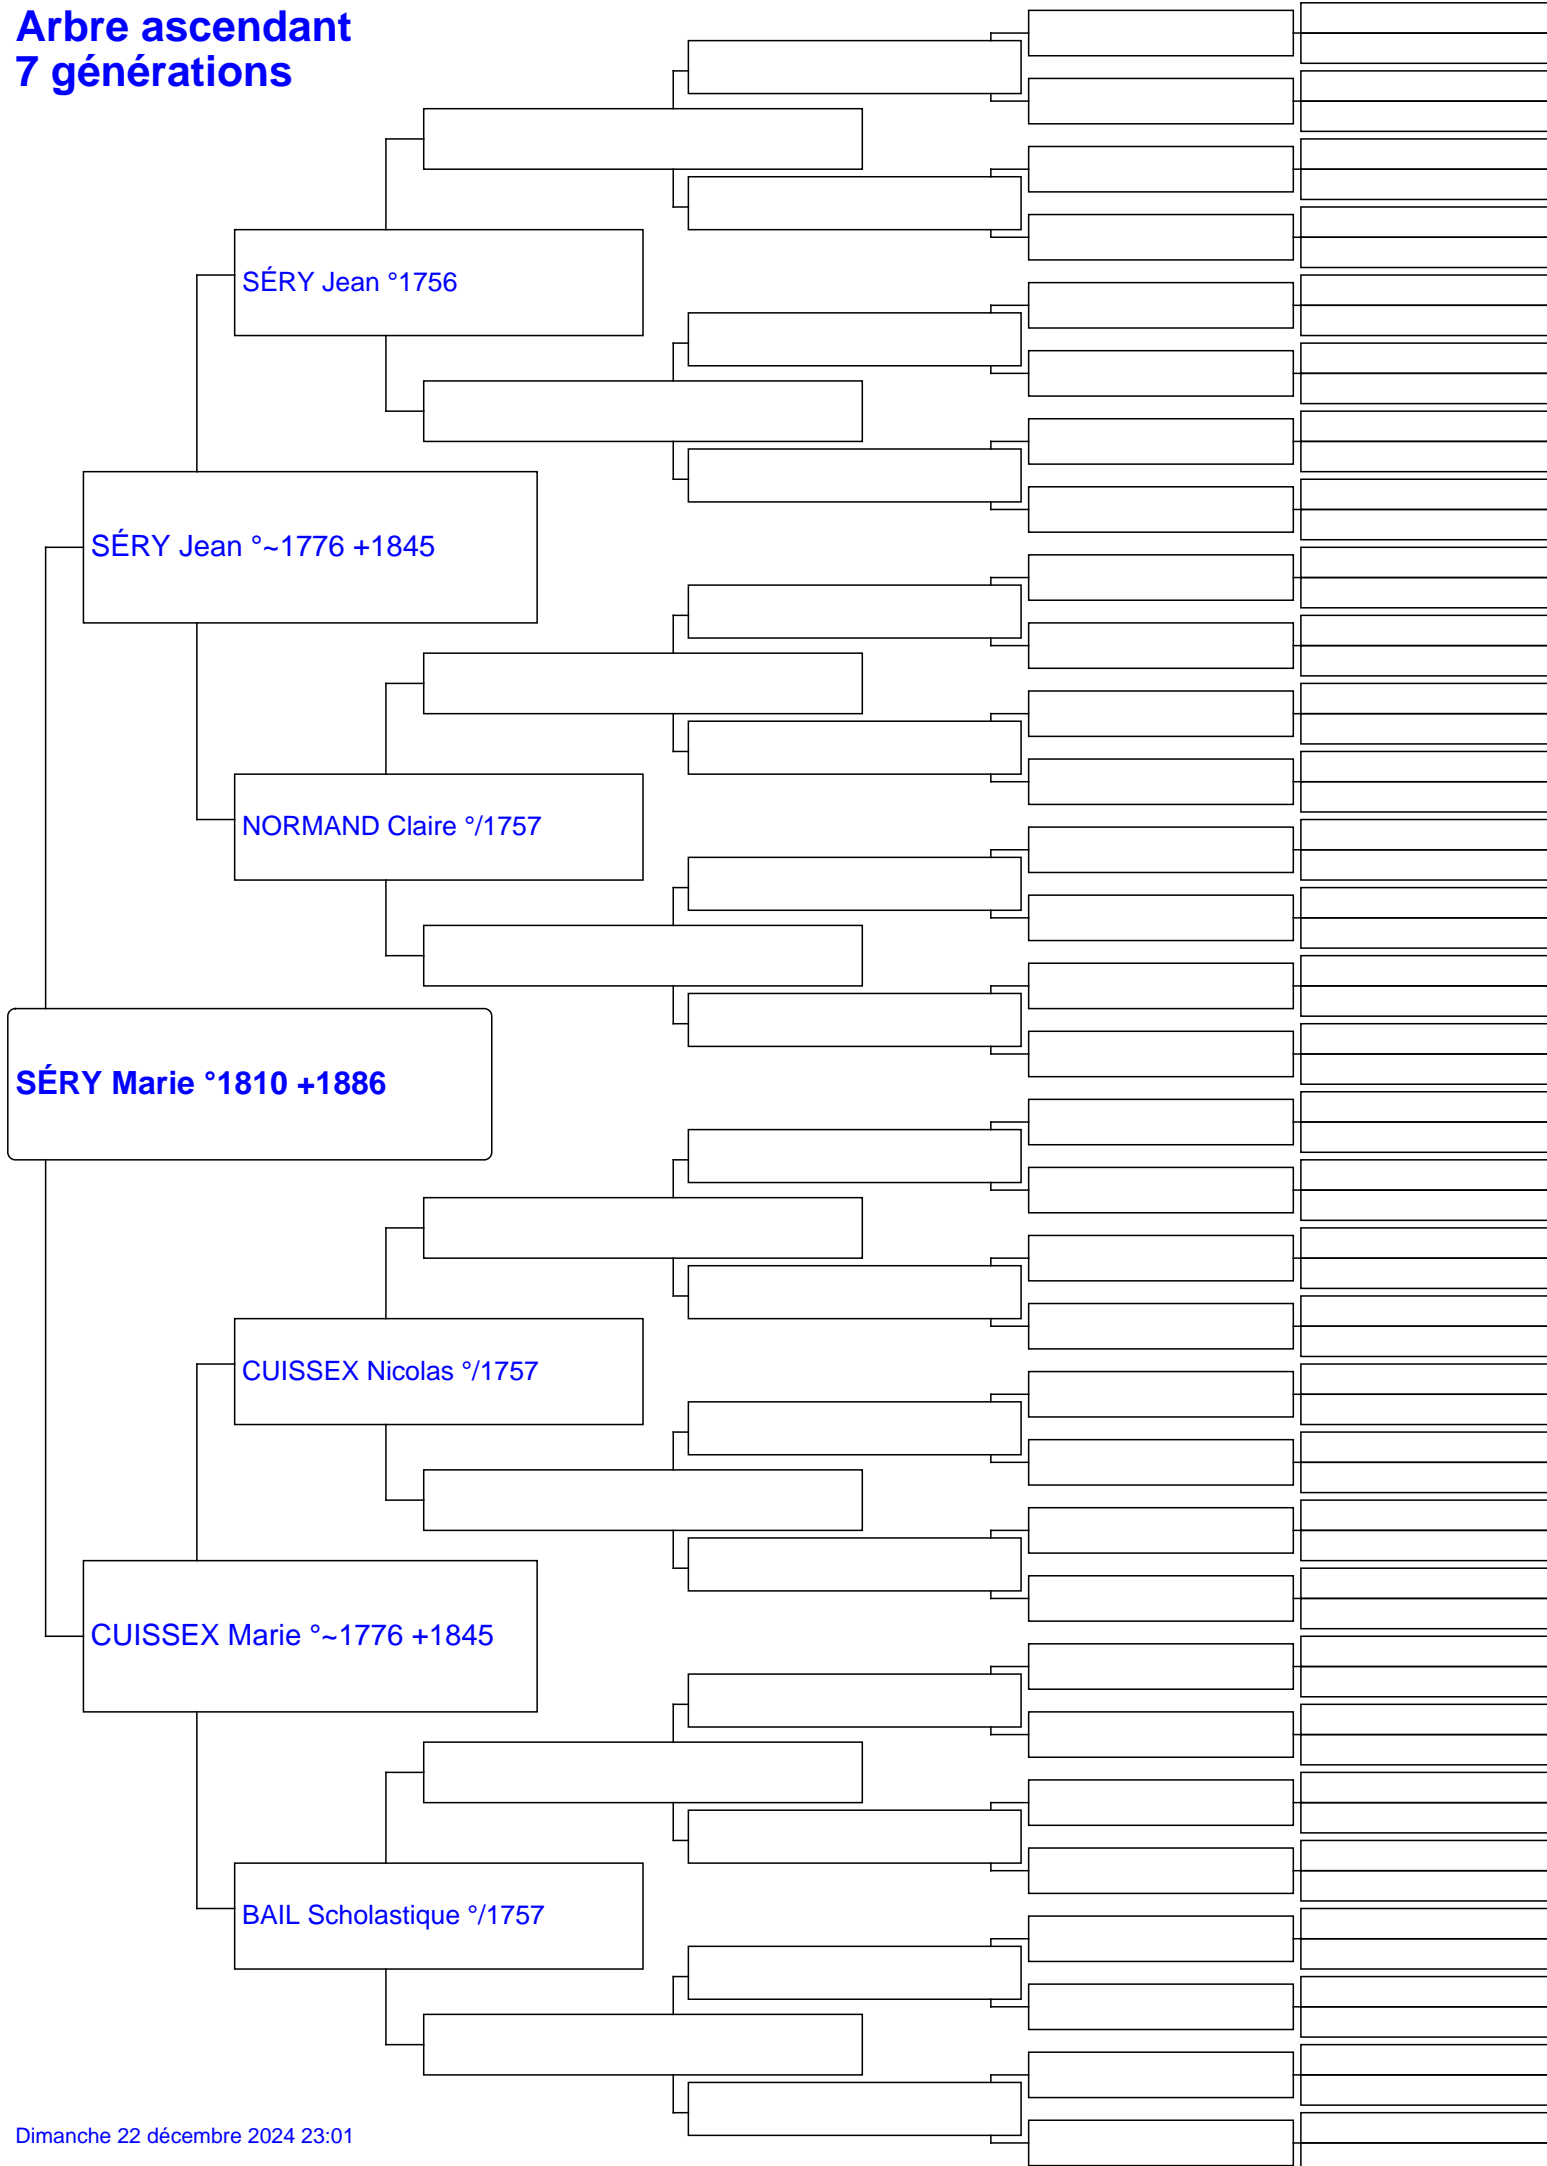 Arbre ascendant
7 générations
SÉRY Jean °1756
SÉRY Jean °~1776 +1845
NORMAND Claire °/1757
SÉRY Marie °1810 +1886
CUISSEX Nicolas °/1757
CUISSEX Marie °~1776 +1845
BAIL Scholastique °/1757
Dimanche 22 décembre 2024 23:01